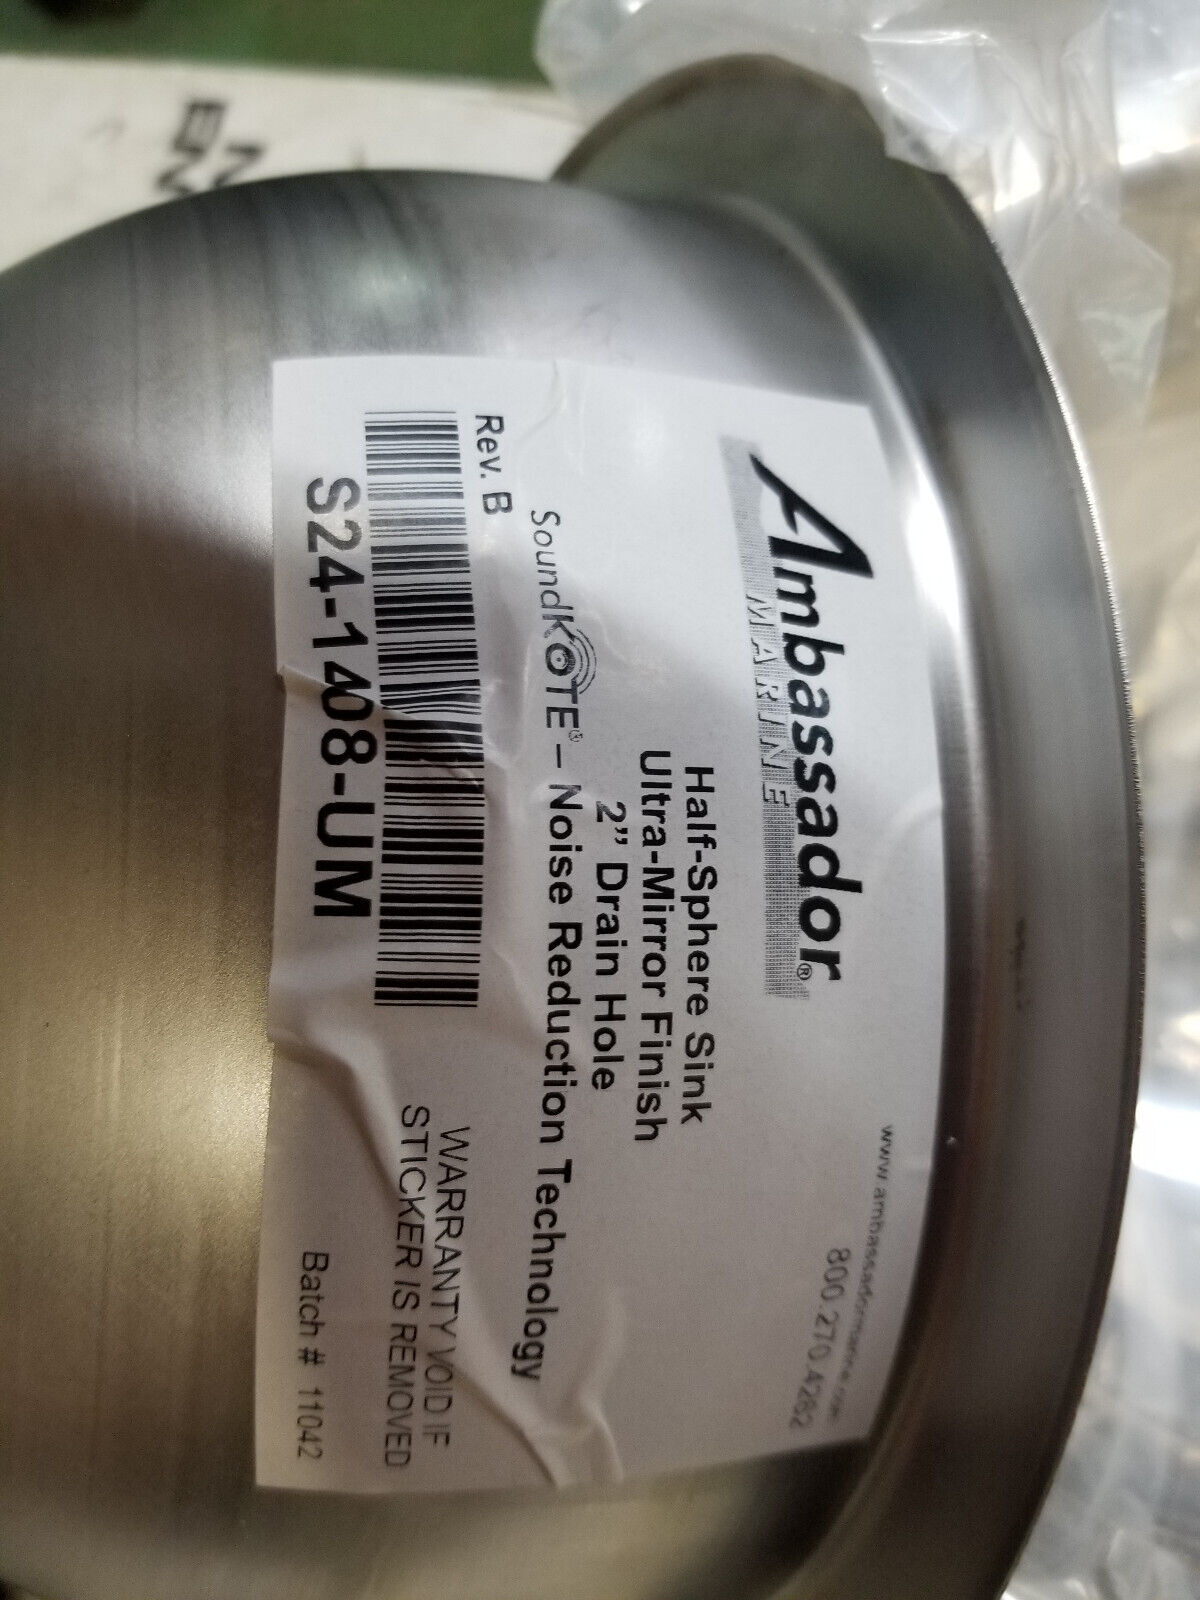 Ambassador®
MARINE
www.ambassadormarine.com
800.270.4262
Half-Sphere Sink
Ultra-Mirror Finish
2” Drain Hole
SoundKOTE® – Noise Reduction Technology
Rev. B
S24-1408-UM
WARRANTY VOID IF
STICKER IS REMOVED
Batch # 11042